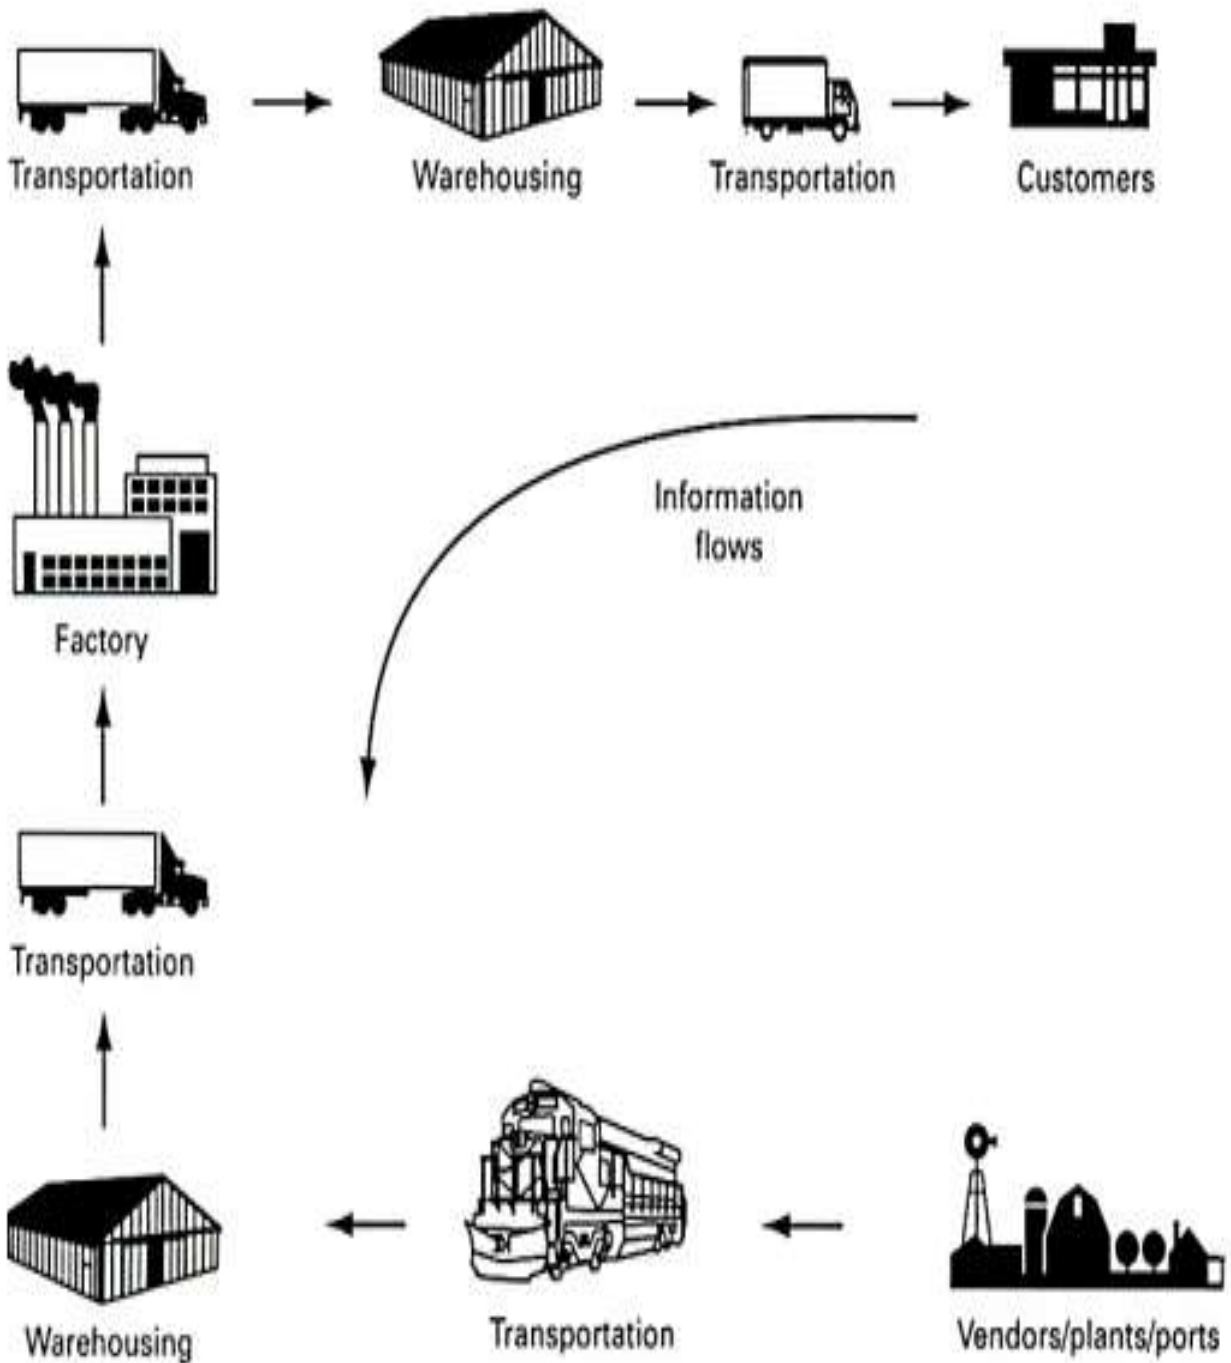 Transportation
Warehousing
Transportation
Customers
Information
flows
Factory
Transportation
Warehousing
Transportation
Vendors/plants/ports